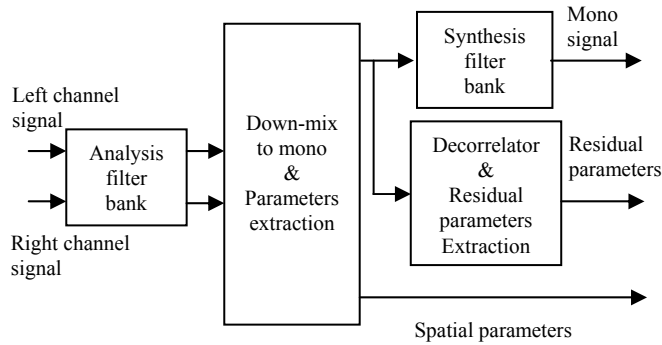 Left channel
signal
Analysis
filter
bank
Right channel
signal
Down-mix
to mono
&
Parameters
extraction
Synthesis
filter
bank
Mono
signal
Decorrelator
&
Residual
parameters
Extraction
Residual
parameters
Spatial parameters